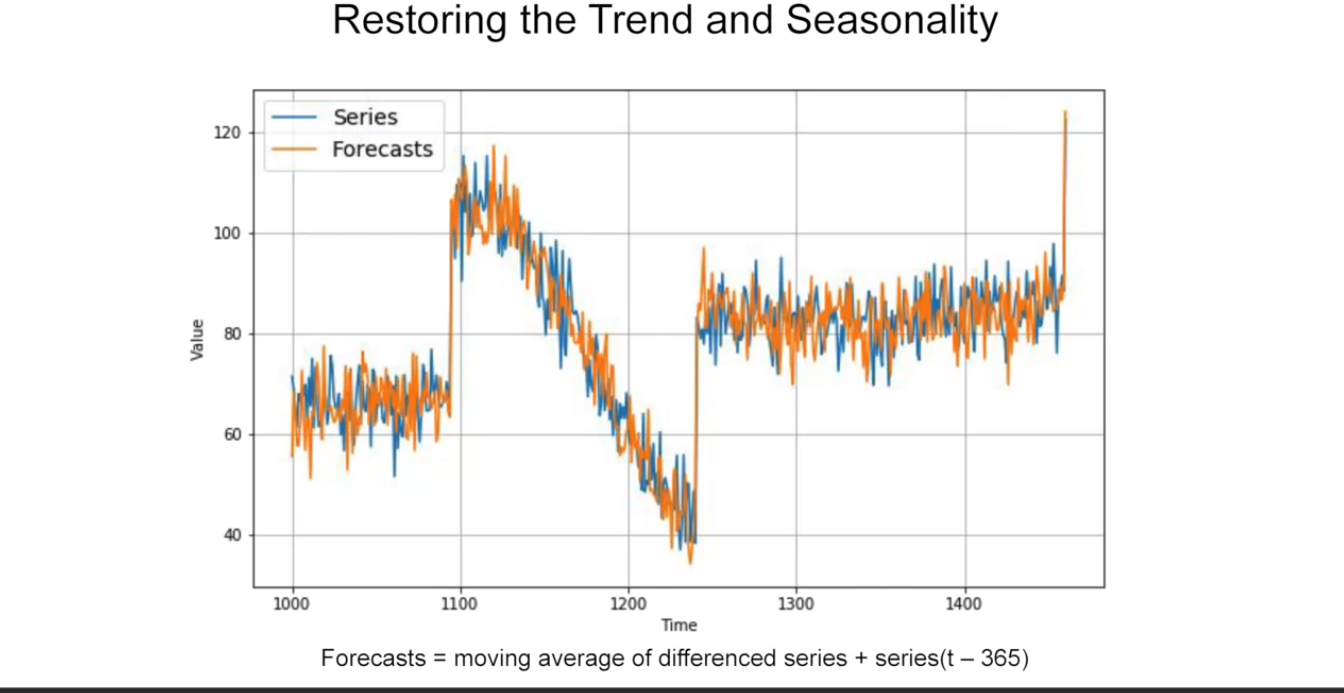 Restoring the Trend and Seasonality
Series
Forecasts
120
100
80
60
40
Value
1000 1100 1200 1300 1400
Time
Forecasts = moving average of differenced series + series(t – 365)